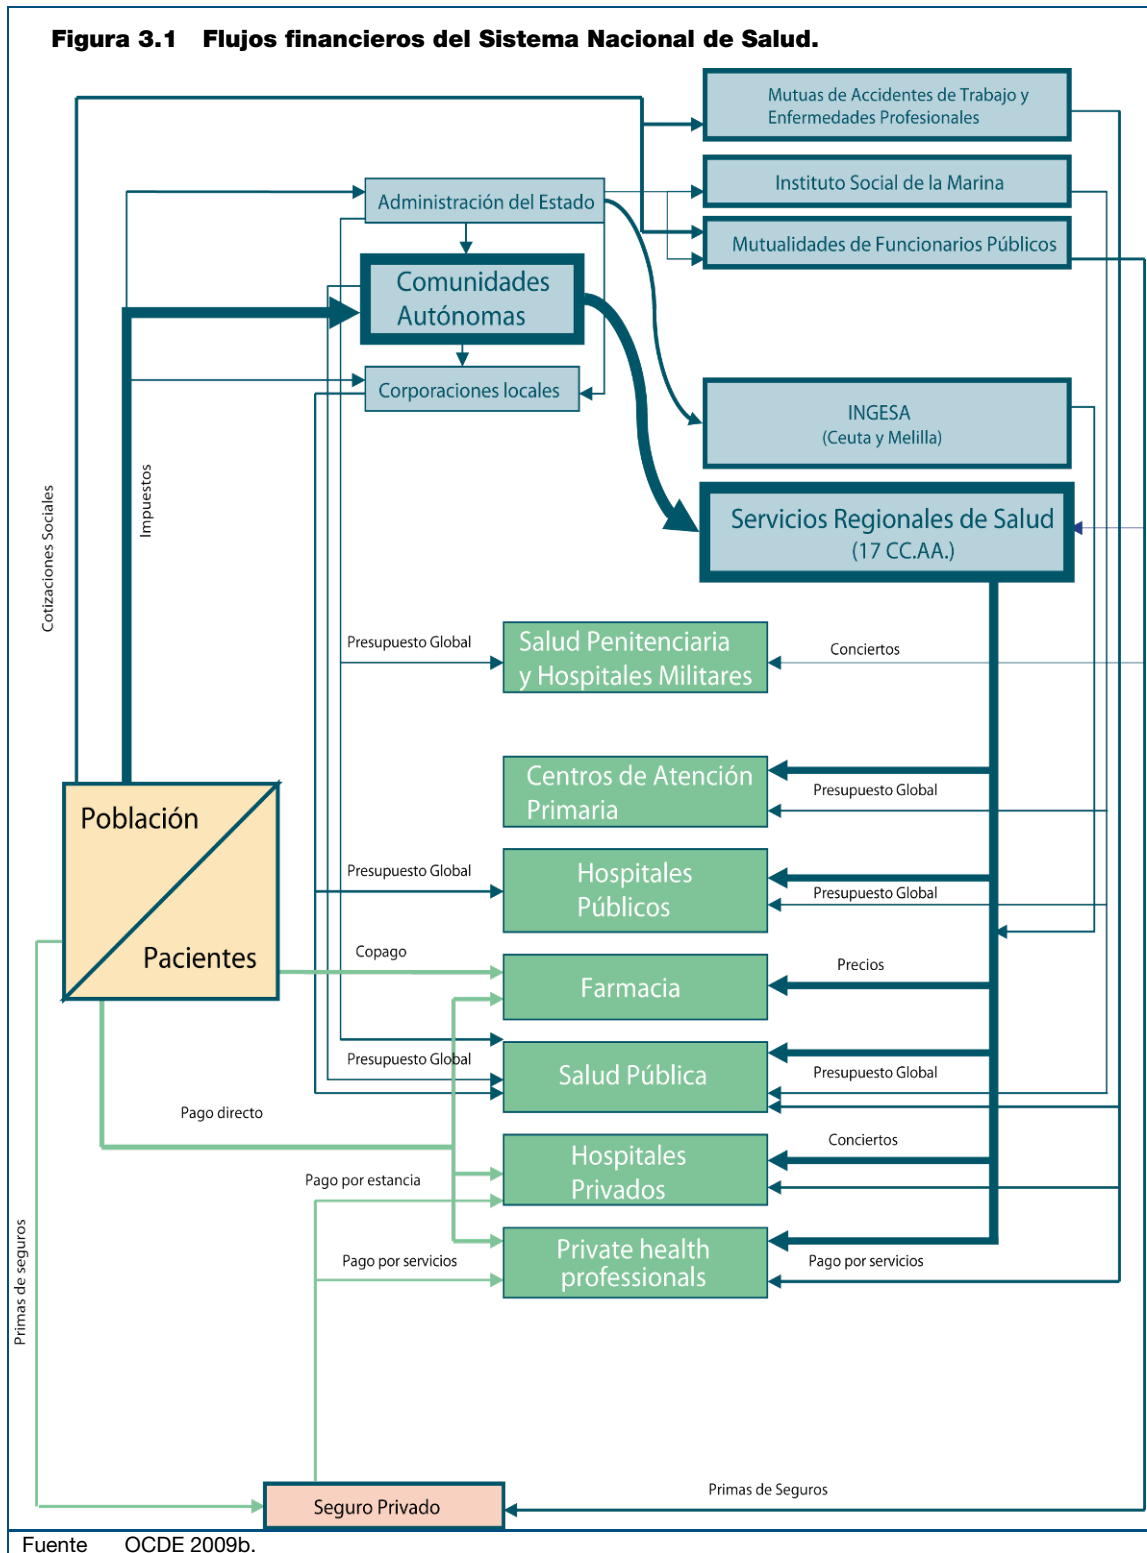 Figura 3.1 Flujos financieros del Sistema Nacional de Salud.
Mutuas de Accidentes de Trabajo y
Enfermedades Profesionales
Instituto Social de la Marina
Administración del Estado
Mutualidades de Funcionarios Públicos
Comunidades
Autónomas
Corporaciones locales
INGESA
(Ceuta y Melilla)
Cotizaciones Sociales
Impuestos
Servicios Regionales de Salud
(17 CC.AA.)
Presupuesto Global
Salud Penitenciaria
y Hospitales Militares
Conciertos
Centros de Atención
Primaria
Presupuesto Global
Población
Pacientes
Presupuesto Global
Hospitales
Públicos
Presupuesto Global
Copago
Farmacia
Precios
Presupuesto Global
Salud Pública
Presupuesto Global
Pago directo
Pago por estancia
Hospitales
Privados
Conciertos
Pago por servicios
Private health
professionals
Pago por servicios
Primas de seguros
Seguro Privado
Primas de Seguros
Fuente OCDE 2009b.